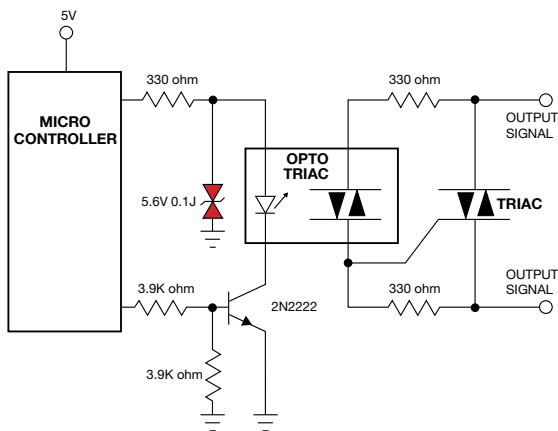 5V
330 ohm
330 ohm
MICRO
CONTROLLER
OUTPUT
SIGNAL
OPTO
TRIAC
5.6V 0.1J
TRIAC
OUTPUT
SIGNAL
3.9K ohm
2N2222
330 ohm
3.9K ohm